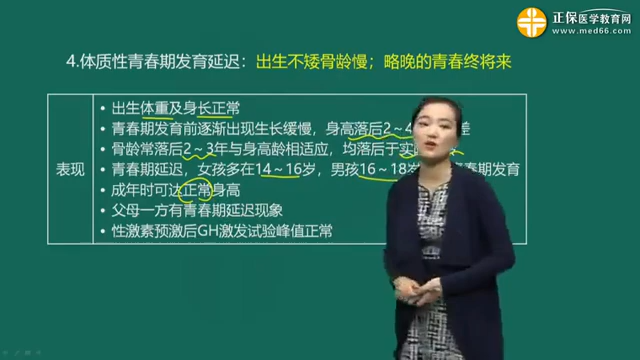 正保医学教育网
www.med66.com
4.体质性青春期发育延迟：出生不矮骨龄慢；略晚的青春终将来
表现
• 出生体重及身长正常
• 青春期发育前逐渐出现生长缓慢，身高落后2～4 差
• 骨龄常落后2～3年与身高龄相适应，均落后于实
• 青春期延迟，女孩多在14～16岁，男孩16～18岁 春期发育
• 成年时可达正常身高
• 父母一方有青春期延迟现象
• 性激素预激后GH激发试验峰值正常